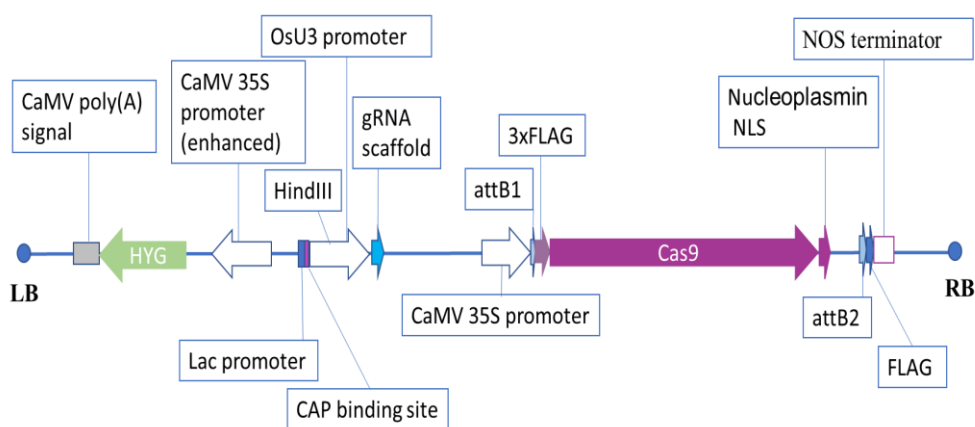 OsU3 promoter
NOS terminator
CaMV poly(A)
signal
CaMV 35S
promoter
(enhanced)
gRNA
scaffold
Nucleoplasmin
NLS
3xFLAG
HindIII
attB1
HYG
Cas9
LB
RB
CaMV 35S promoter
attB2
Lac promoter
FLAG
CAP binding site